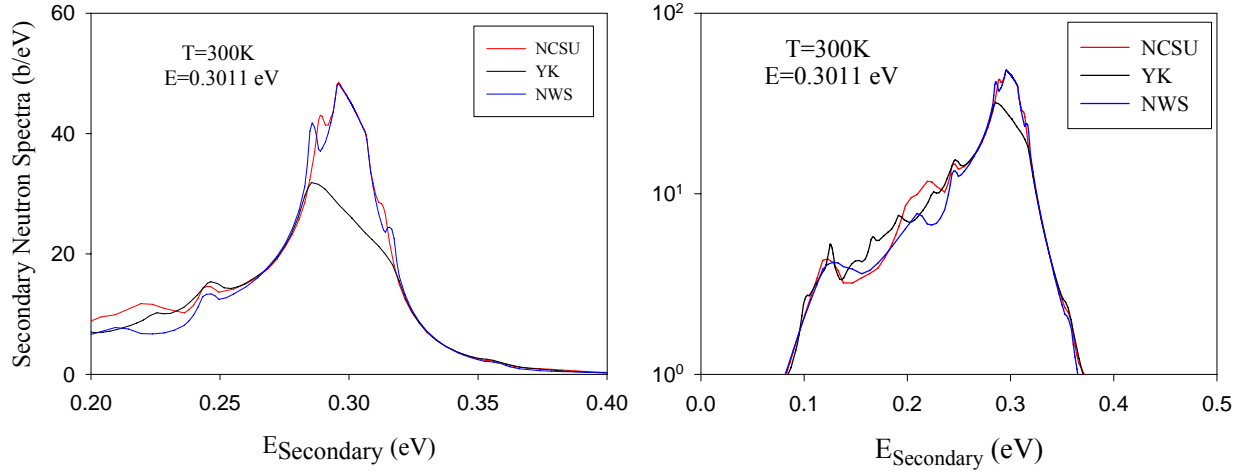 Secondary Neutron Spectra (b/eV)
60
40
20
0
T=300K
E=0.3011 eV
NCSU
YK
NWS
0.20 0.25 0.30 0.35 0.40
E_Secondary (eV)
10²
10¹
10⁰
T=300K
E=0.3011 eV
NCSU
YK
NWS
0.0 0.1 0.2 0.3 0.4 0.5
E_Secondary (eV)